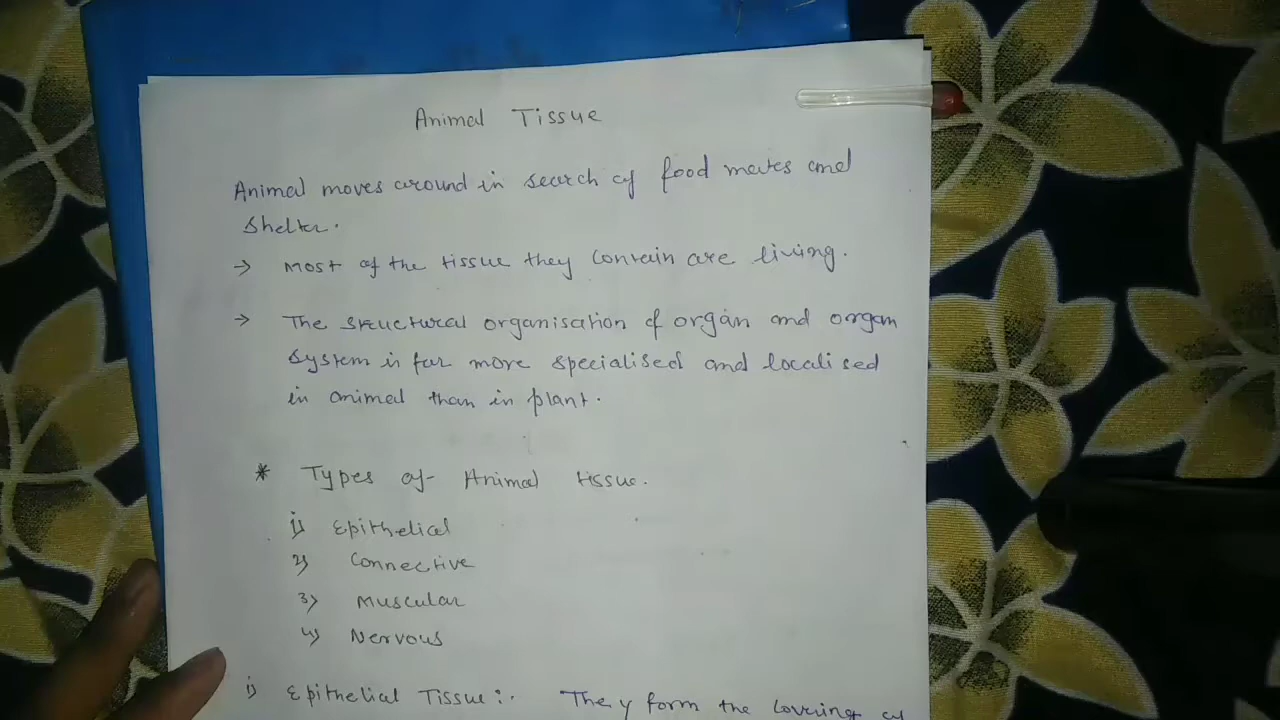 Animal Tissue
Animal moves around in search of food mates and
shelter.
→ Most of the tissue they contain are living.
→ The structural organisation of organ and organ
system is far more specialised and localised
in animal than in plant.
* Types of Animal tissue.
1) Epithelial
2) Connective
3) Muscular
4) Nervous
1) Epithelial Tissue:. They form the covering of